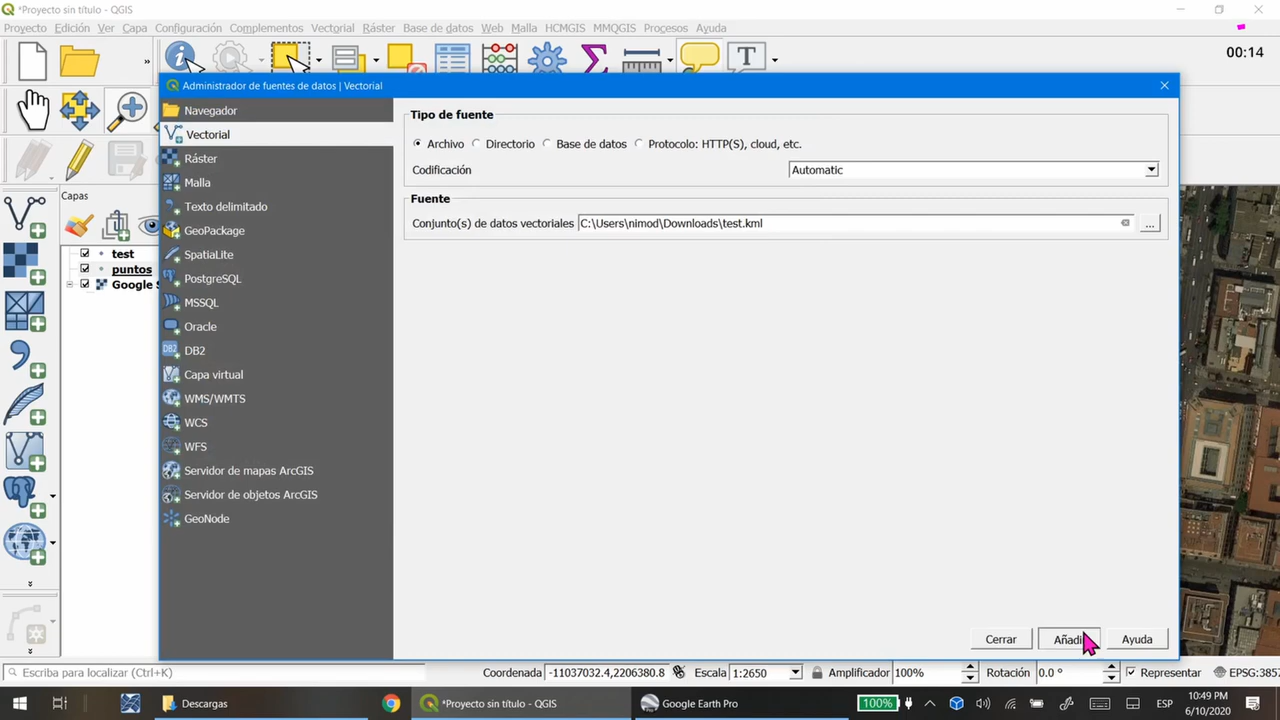 *Proyecto sin título - QGIS
Proyecto Edición Ver Capa Configuración Complementos Vectorial Ráster Base de datos Web Malla HCMGIS MMQGIS Procesos Ayuda
00:14
» T
Administrador de fuentes de datos | Vectorial
Navegador
Vectorial
Ráster
Malla
Texto delimitado
GeoPackage
SpatiaLite
PostgreSQL
MSSQL
Oracle
DB2 DB2
Capa virtual
WMS/WMTS
WCS
WFS
Servidor de mapas ArcGIS
Servidor de objetos ArcGIS
GeoNode
Tipo de fuente
Archivo Directorio Base de datos Protocolo: HTTP(S), cloud, etc.
Codificación Automatic
Fuente
Conjunto(s) de datos vectoriales C:\Users\nimod\Downloads\test.kml ...
Capas
test
puntos
Google S
Cerrar Añadi Ayuda
Escriba para localizar (Ctrl+K) Coordenada -11037032.4,2206380.8 Escala 1:2650 Amplificador 100% Rotación 0.0 ° Representar EPSG:3857
Descargas *Proyecto sin título - QGIS Google Earth Pro 100% ESP 10:49 PM
6/10/2020